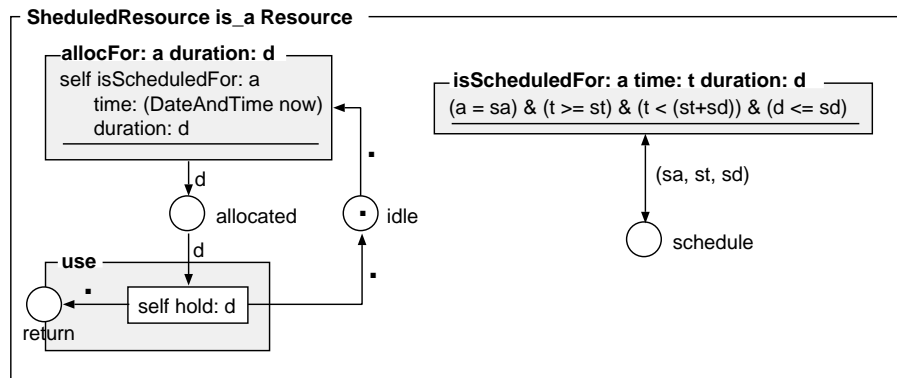 SheduledResource is_a Resource
allocFor: a duration: d
self isScheduledFor: a
time: (DateAndTime now)
duration: d
isScheduledFor: a time: t duration: d
(a = sa) & (t >= st) & (t < (st+sd)) & (d <= sd)
d
(sa, st, sd)
allocated
idle
schedule
d
use
self hold: d
return